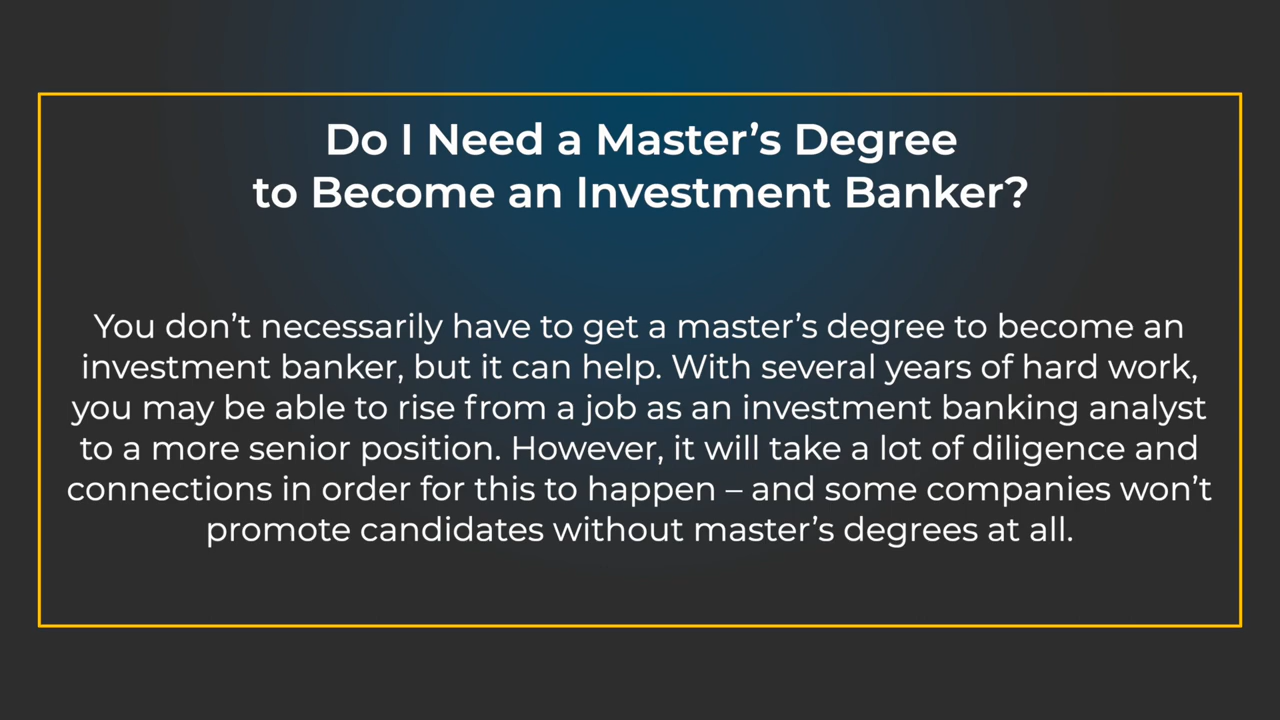 Do I Need a Master’s Degree
to Become an Investment Banker?
You don’t necessarily have to get a master’s degree to become an
investment banker, but it can help. With several years of hard work,
you may be able to rise from a job as an investment banking analyst
to a more senior position. However, it will take a lot of diligence and
connections in order for this to happen – and some companies won’t
promote candidates without master’s degrees at all.